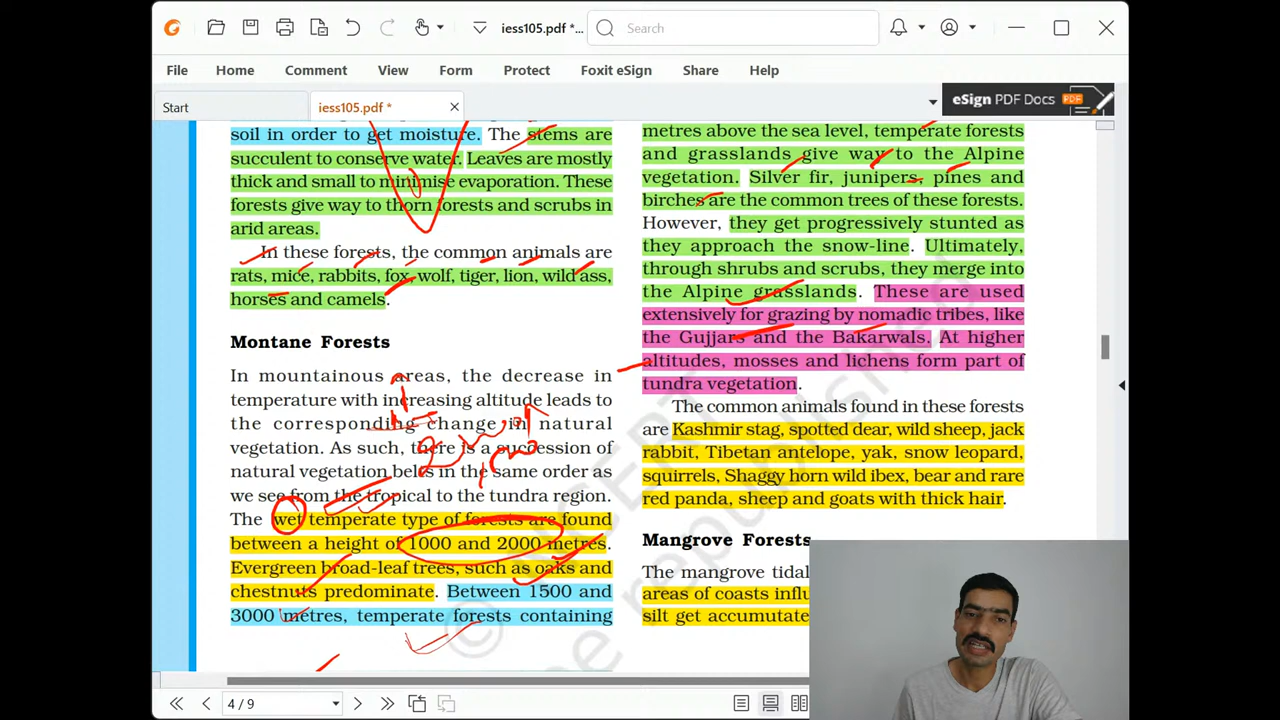 iess105.pdf *...
Search
File Home Comment View Form Protect Foxit eSign Share Help
Start
iess105.pdf *
eSign PDF Docs
PDF
soil in order to get moisture. The stems are
succulent to conserve water. Leaves are mostly
thick and small to minimise evaporation. These
forests give way to thorn forests and scrubs in
arid areas.
In these forests, the common animals are
rats, mice, rabbits, fox, wolf, tiger, lion, wild ass,
horses and camels.
Montane Forests
In mountainous areas, the decrease in
temperature with increasing altitude leads to
the corresponding change in natural
vegetation. As such, there is a succession of
natural vegetation belts in the same order as
we see from the tropical to the tundra region.
The wet temperate type of forests are found
between a height of 1000 and 2000 metres.
Evergreen broad-leaf trees, such as oaks and
chestnuts predominate. Between 1500 and
3000 metres, temperate forests containing
metres above the sea level, temperate forests
and grasslands give way to the Alpine
vegetation. Silver fir, junipers, pines and
birches are the common trees of these forests.
However, they get progressively stunted as
they approach the snow-line. Ultimately,
through shrubs and scrubs, they merge into
the Alpine grasslands. These are used
extensively for grazing by nomadic tribes, like
the Gujjars and the Bakarwals. At higher
altitudes, mosses and lichens form part of
tundra vegetation.
The common animals found in these forests
are Kashmir stag, spotted dear, wild sheep, jack
rabbit, Tibetan antelope, yak, snow leopard,
squirrels, Shaggy horn wild ibex, bear and rare
red panda, sheep and goats with thick hair.
Mangrove Forests
The mangrove tidal
areas of coasts influ
silt get accumulate
© NCERT
the republished
4 / 9